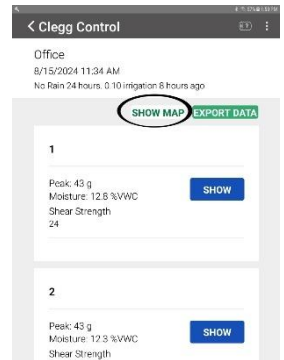 Clegg Control
Office
8/15/2024 11:34 AM
No Rain 24 hours. 0.10 irrigation 8 hours ago
SHOW MAP EXPORT DATA
1
Peak: 43 g
Moisture: 12.8 %VWC
SHOW
Shear Strength
24
2
Peak: 43 g
Moisture: 12.3 %VWC
SHOW
Shear Strength